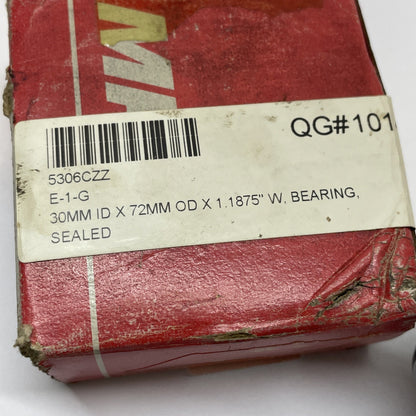 QG#101
5306CZZ
E-1-G
30MM ID X 72MM OD X 1.1875" W. BEARING,
SEALED